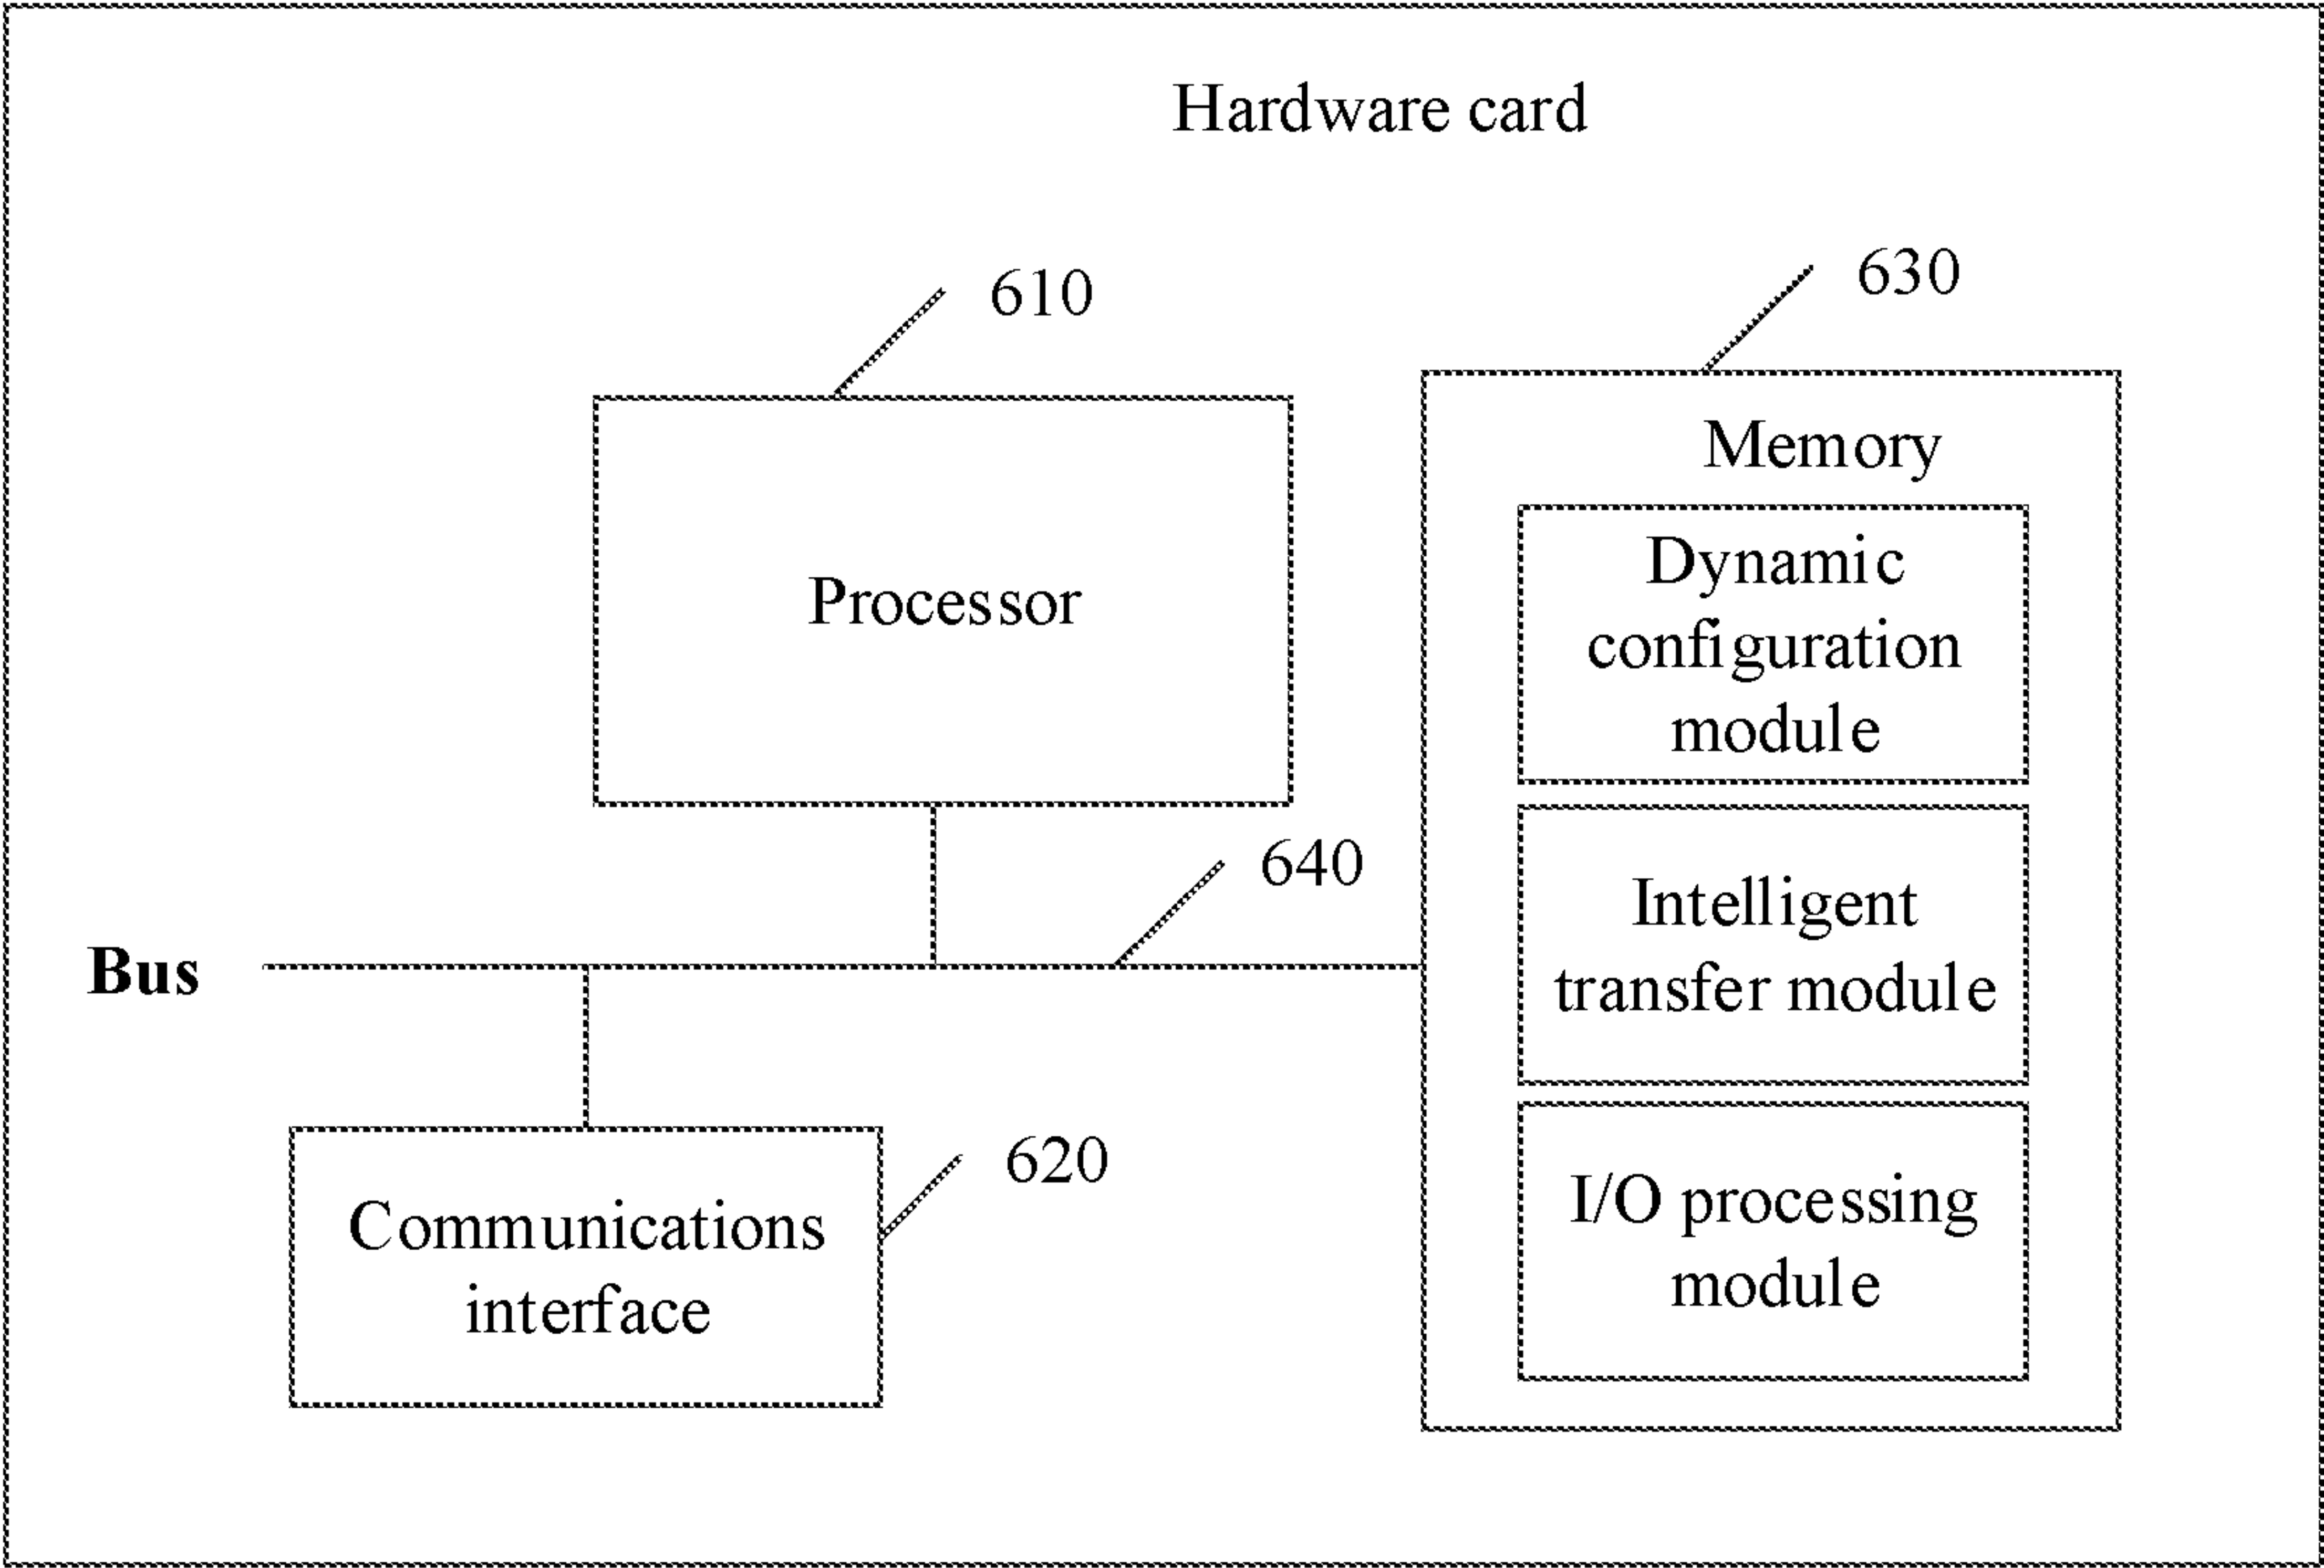 Hardware card
610
630
Processor
Memory
Dynamic
configuration
module
640
Intelligent
transfer module
Bus
620
Communications
interface
I/O processing
module